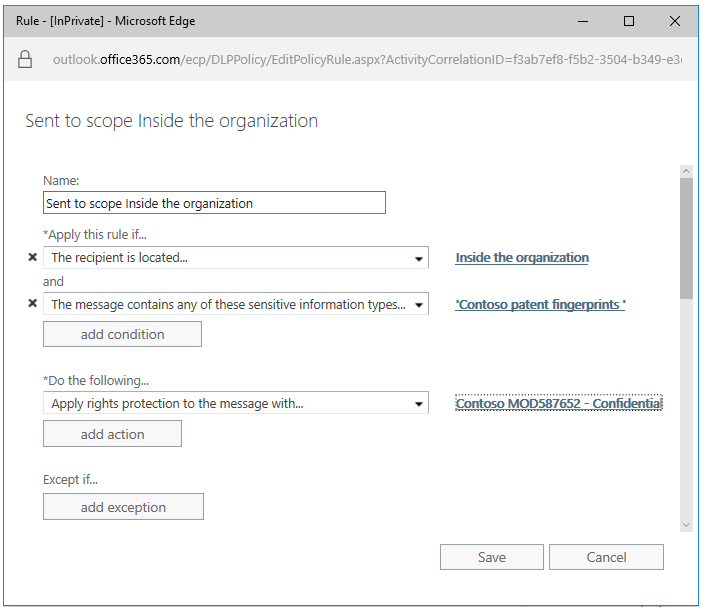 Rule - [InPrivate] - Microsoft Edge
outlook.office365.com/ecp/DLPPolicy/EditPolicyRule.aspx?ActivityCorrelationID=f3ab7ef8-f5b2-3504-b349-e3
Sent to scope Inside the organization
Name:
Sent to scope Inside the organization
*Apply this rule if...
The recipient is located... Inside the organization
and
The message contains any of these sensitive information types... 'Contoso patent fingerprints '
add condition
*Do the following...
Apply rights protection to the message with... Contoso MOD587652 - Confidential
add action
Except if...
add exception
Save Cancel